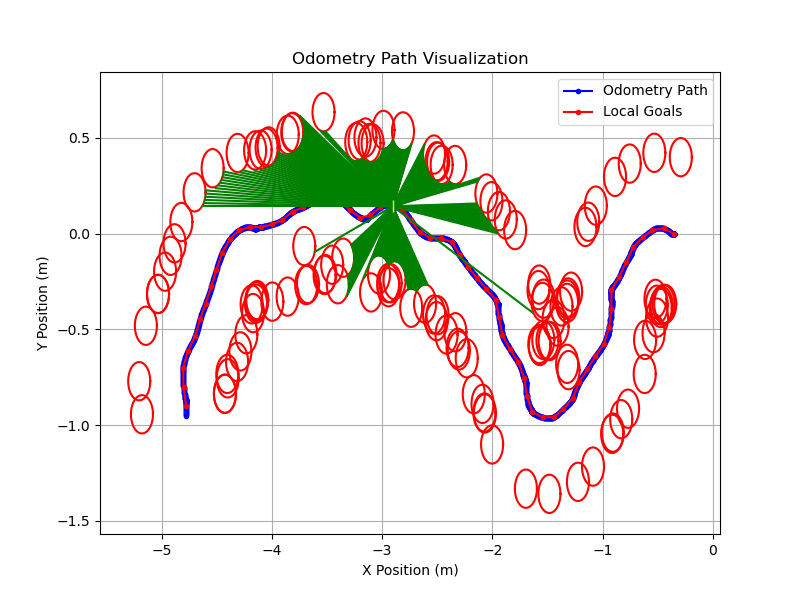 Odometry Path Visualization
Odometry Path
Local Goals
0.5
0.0
−0.5
−1.0
−1.5
Y Position (m)
−5
−4
−3
−2
−1
0
X Position (m)